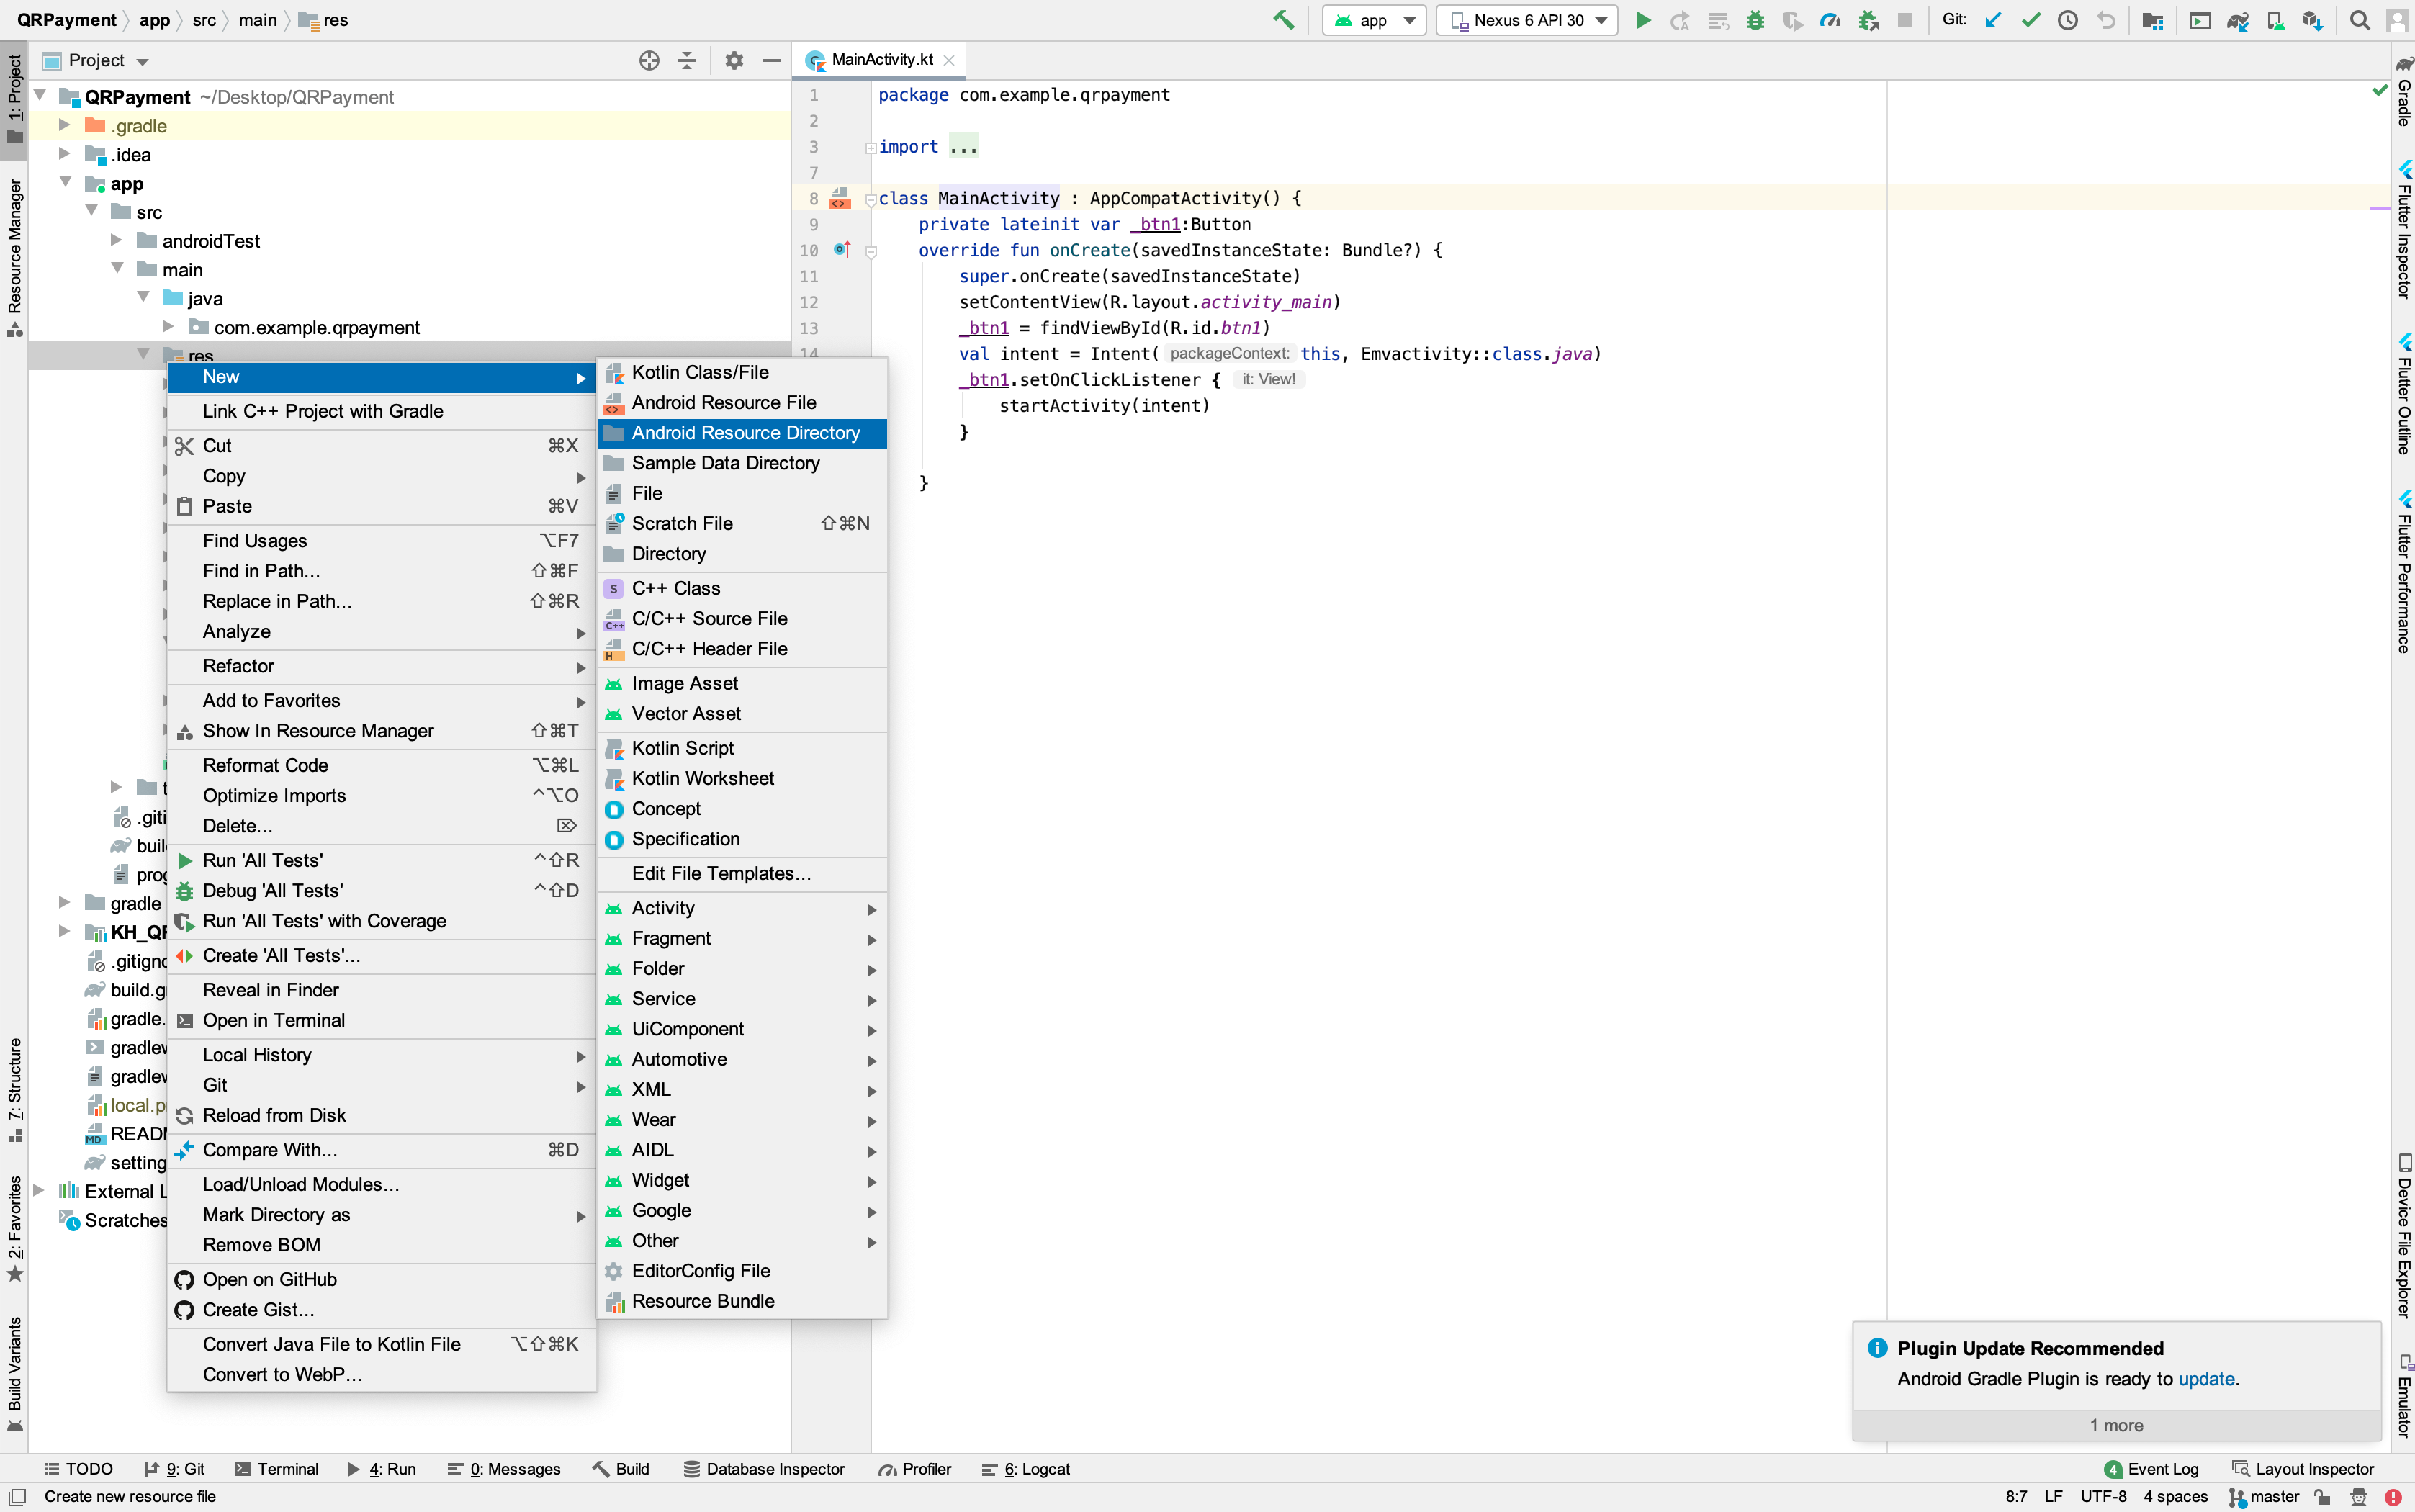 QRPayment app src main res
app
Nexus 6 API 30
Git:
Project
MainActivity.kt
1: Project
Resource Manager
7: Structure
2: Favorites
Build Variants
QRPayment ~/Desktop/QRPayment
.gradle
.idea
app
src
androidTest
main
java
com.example.qrpayment
res
t
.giti
buil
prog
gradle
KH_QR
.gitigno
build.g
gradle.
gradlew
gradlew
local.p
READM
setting
External L
Scratches
New
Link C++ Project with Gradle
Cut ⌘X
Copy
Paste ⌘V
Find Usages ⌥F7
Find in Path... ⇧⌘F
Replace in Path... ⇧⌘R
Analyze
Refactor
Add to Favorites
Show In Resource Manager ⇧⌘T
Reformat Code ⌥⌘L
Optimize Imports ^⌥O
Delete... ⌦
Run 'All Tests' ^⇧R
Debug 'All Tests' ^⇧D
Run 'All Tests' with Coverage
Create 'All Tests'...
Reveal in Finder
Open in Terminal
Local History
Git
Reload from Disk
Compare With... ⌘D
Load/Unload Modules...
Mark Directory as
Remove BOM
Open on GitHub
Create Gist...
Convert Java File to Kotlin File ⌥⇧⌘K
Convert to WebP...
Kotlin Class/File
Android Resource File
Android Resource Directory
Sample Data Directory
File
Scratch File ⇧⌘N
Directory
C++ Class
C/C++ Source File
C/C++ Header File
Image Asset
Vector Asset
Kotlin Script
Kotlin Worksheet
Concept
Specification
Edit File Templates...
Activity
Fragment
Folder
Service
UiComponent
Automotive
XML
Wear
AIDL
Widget
Google
Other
EditorConfig File
Resource Bundle
1 package com.example.qrpayment
2
3 import ...
7
8 class MainActivity : AppCompatActivity() {
9 private lateinit var _btn1:Button
10 override fun onCreate(savedInstanceState: Bundle?) {
11 super.onCreate(savedInstanceState)
12 setContentView(R.layout.activity_main)
13 _btn1 = findViewById(R.id.btn1)
14 val intent = Intent( packageContext: this, Emvactivity::class.java)
_btn1.setOnClickListener { it: View!
startActivity(intent)
}
}
Gradle
Flutter Inspector
Flutter Outline
Flutter Performance
Device File Explorer
Emulator
Plugin Update Recommended
Android Gradle Plugin is ready to update.
1 more
TODO 9: Git Terminal 4: Run 0: Messages Build Database Inspector Profiler 6: Logcat 4 Event Log Layout Inspector
Create new resource file 8:7 LF UTF-8 4 spaces master